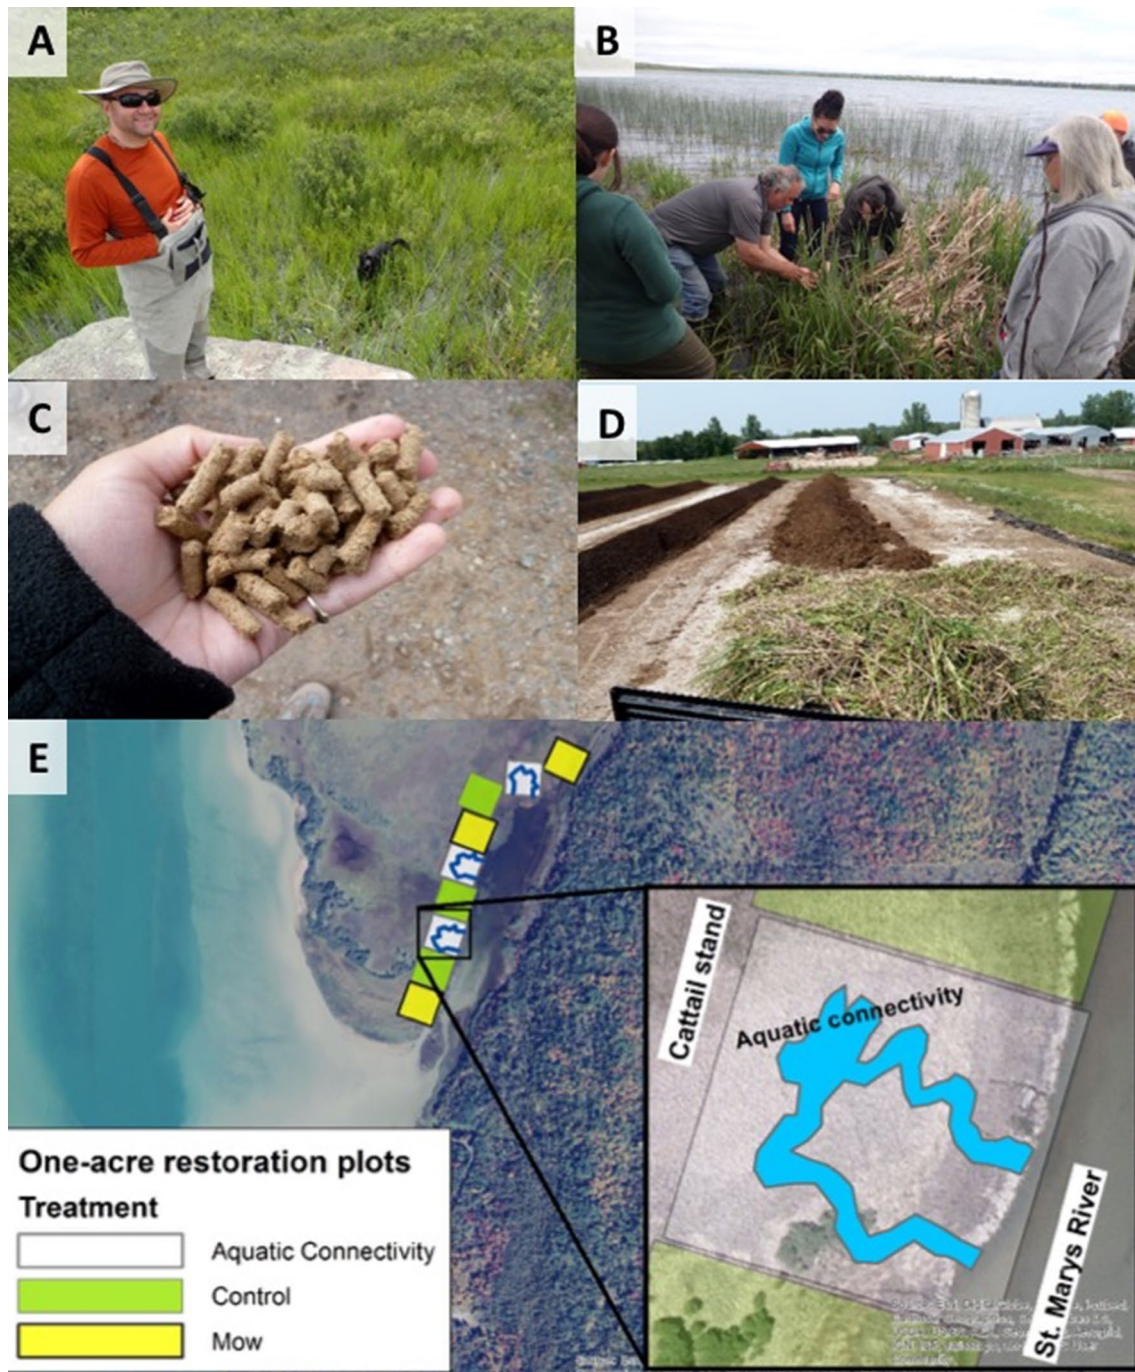 A
B
C
D
E
Cattail stand
Aquatic connectivity
St. Marys River
One-acre restoration plots
Treatment
Aquatic Connectivity
Control
Mow